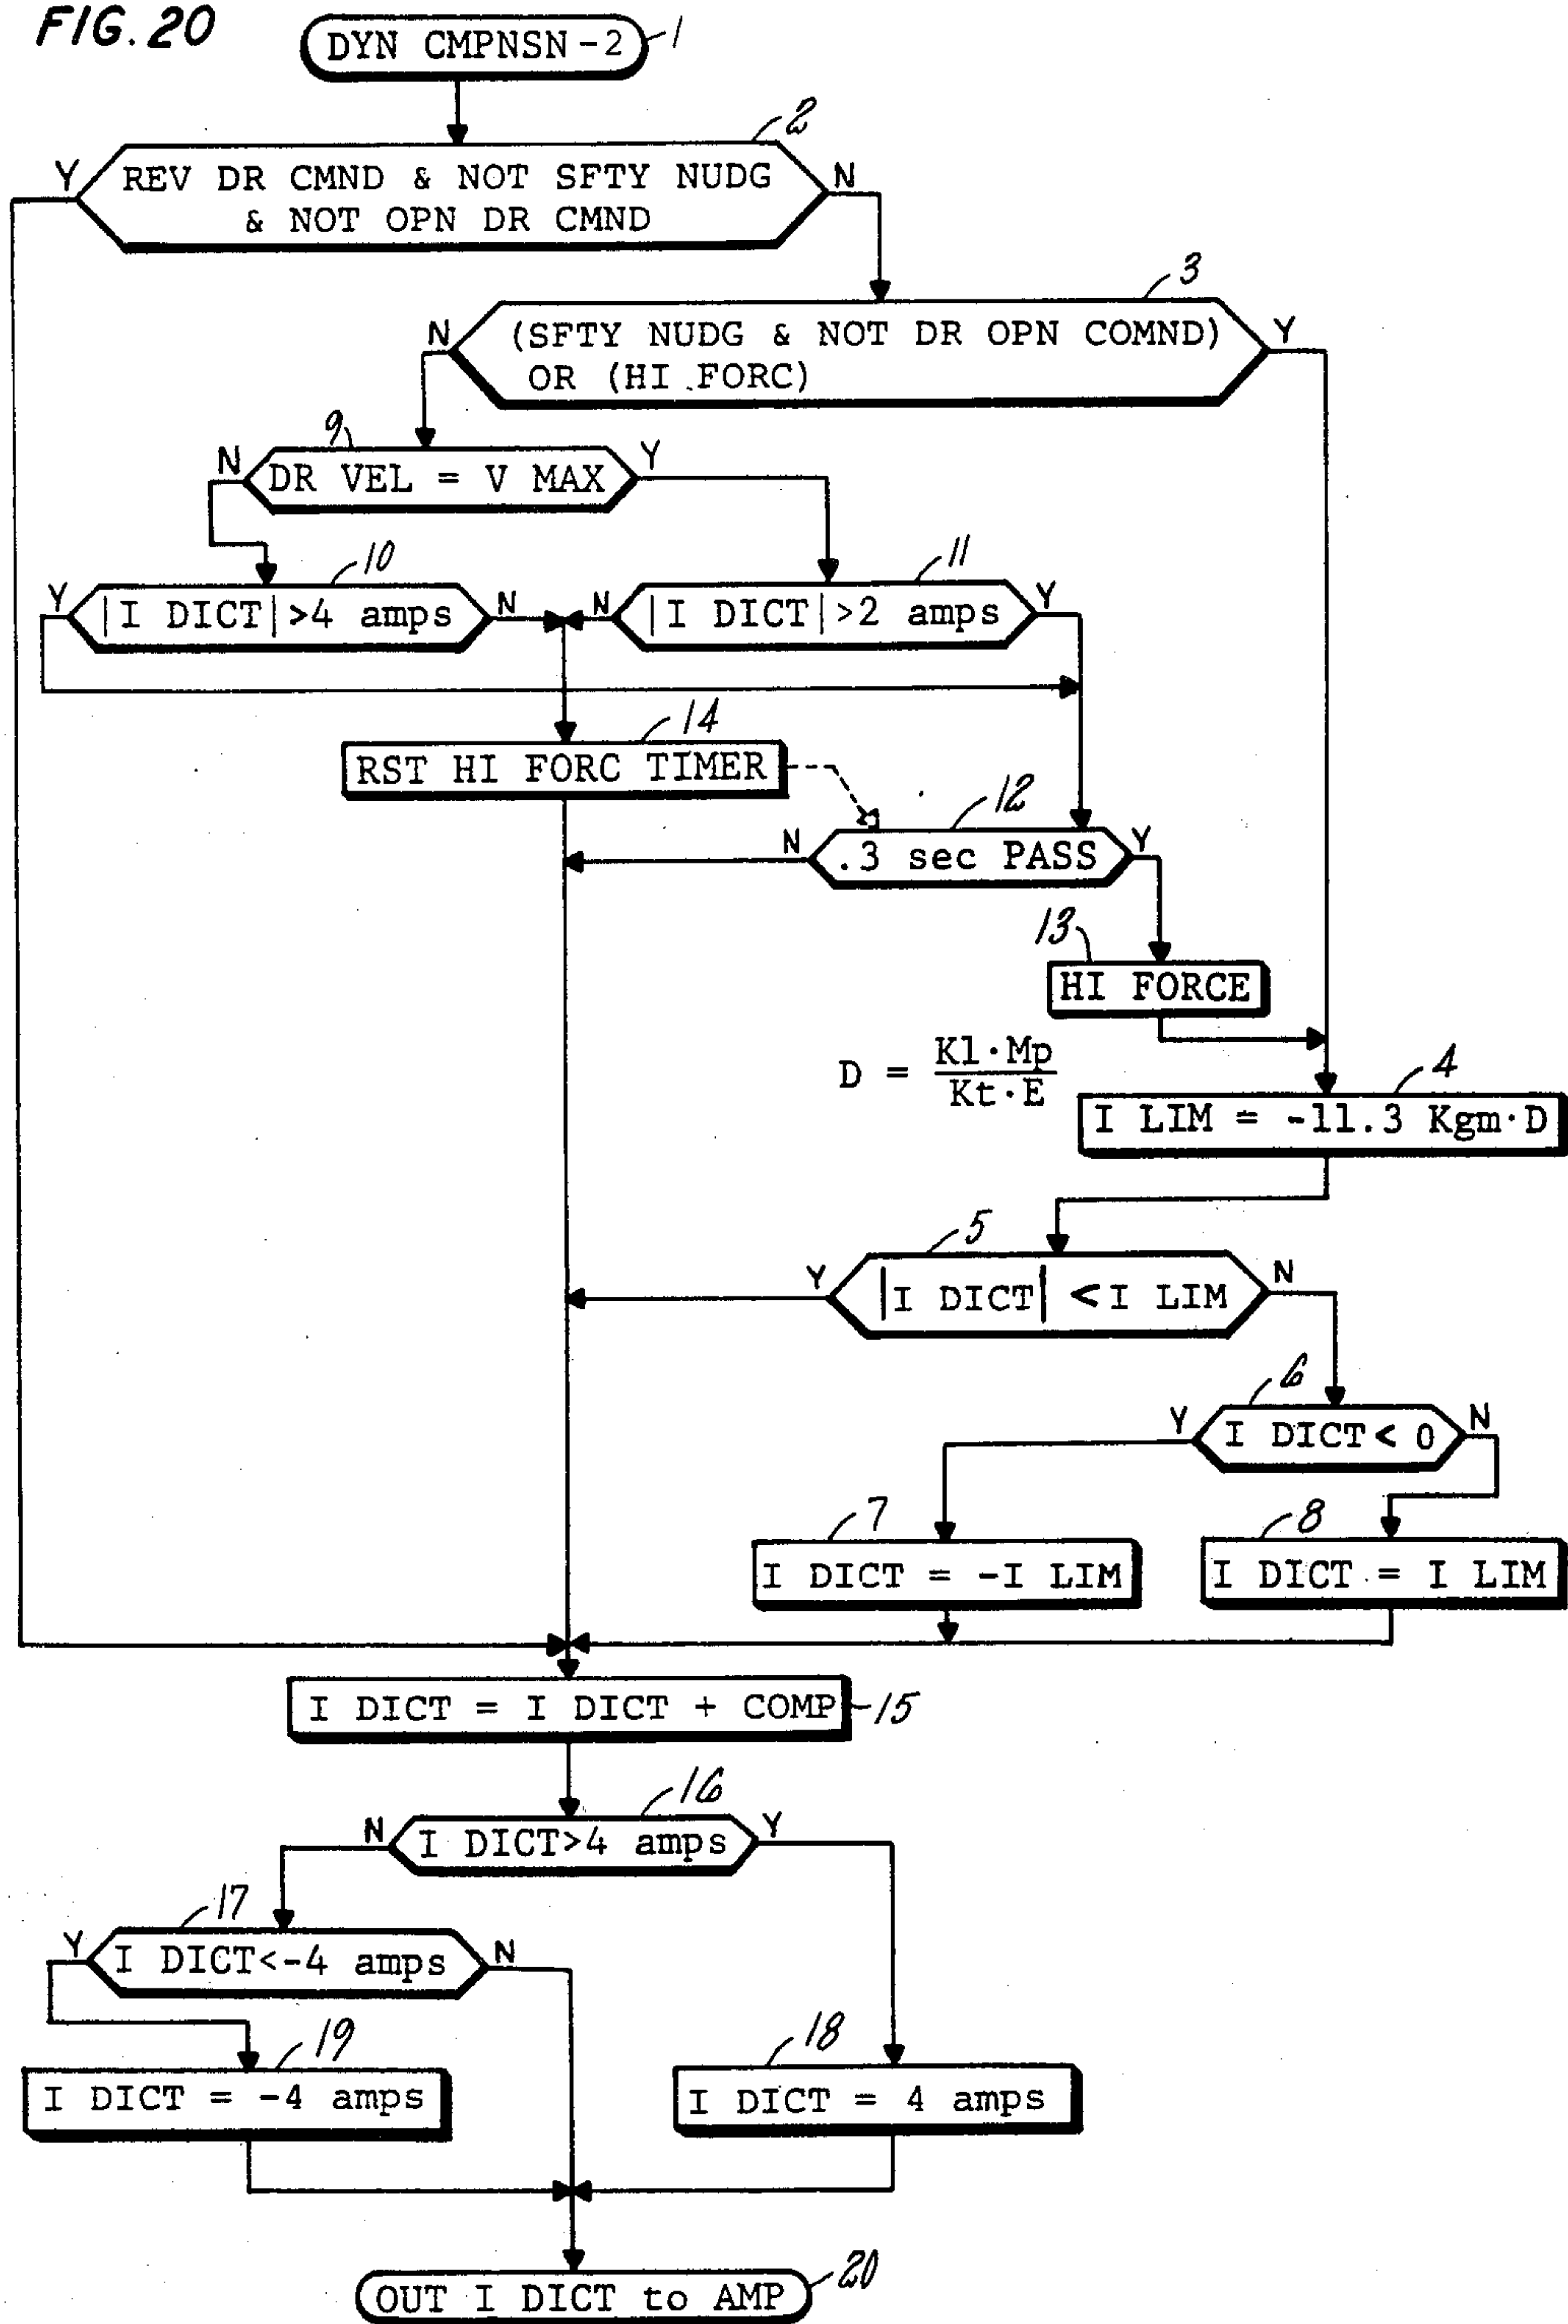 FIG. 20
DYN CMPNSN-2
1
2
Y
REV DR CMND & NOT SFTY NUDG
& NOT OPN DR CMND
N
3
N
(SFTY NUDG & NOT DR OPN COMND)
OR (HI FORC)
Y
9
N
DR VEL = V MAX
Y
10
Y
|I DICT|>4 amps
N
11
N
|I DICT|>2 amps
Y
14
RST HI FORC TIMER
12
N
.3 sec PASS
Y
13
HI FORCE
D = Kl·Mp
Kt·E
4
I LIM = -11.3 Kgm·D
5
Y
|I DICT| < I LIM
N
6
Y
I DICT < 0
N
7
I DICT = -I LIM
8
I DICT = I LIM
I DICT = I DICT + COMP
15
16
N
I DICT>4 amps
Y
17
Y
I DICT<-4 amps
N
19
I DICT = -4 amps
18
I DICT = 4 amps
OUT I DICT to AMP
20